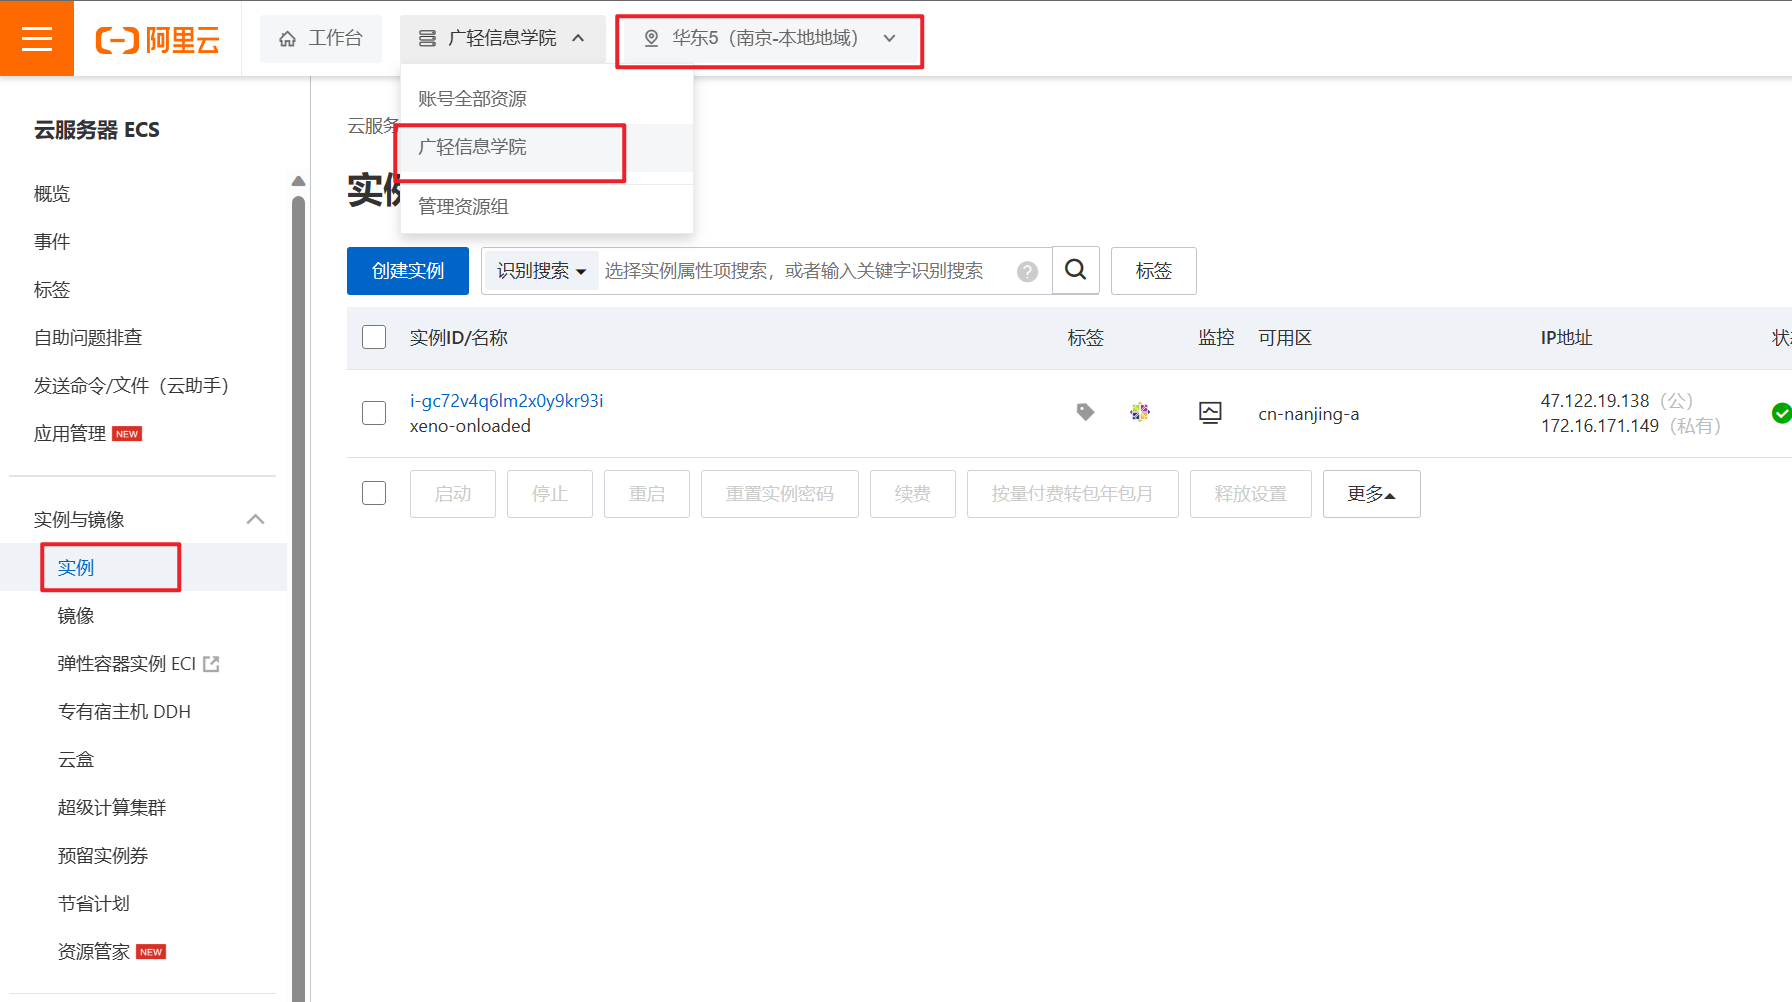 阿里云
工作台
广轻信息学院
华东5（南京-本地地域）
账号全部资源
广轻信息学院
管理资源组
云服务器 ECS
概览
事件
标签
自助问题排查
发送命令/文件（云助手）
应用管理 NEW
实例与镜像
实例
镜像
弹性容器实例 ECI
专有宿主机 DDH
云盒
超级计算集群
预留实例券
节省计划
资源管家 NEW
云服务
实例
创建实例
识别搜索
选择实例属性项搜索，或者输入关键字识别搜索
?
标签
实例ID/名称 标签 监控 可用区 IP地址 状
i-gc72v4q6lm2x0y9kr93i
xeno-onloaded
cn-nanjing-a
47.122.19.138（公）
172.16.171.149（私有）
启动 停止 重启 重置实例密码 续费 按量付费转包年包月 释放设置 更多